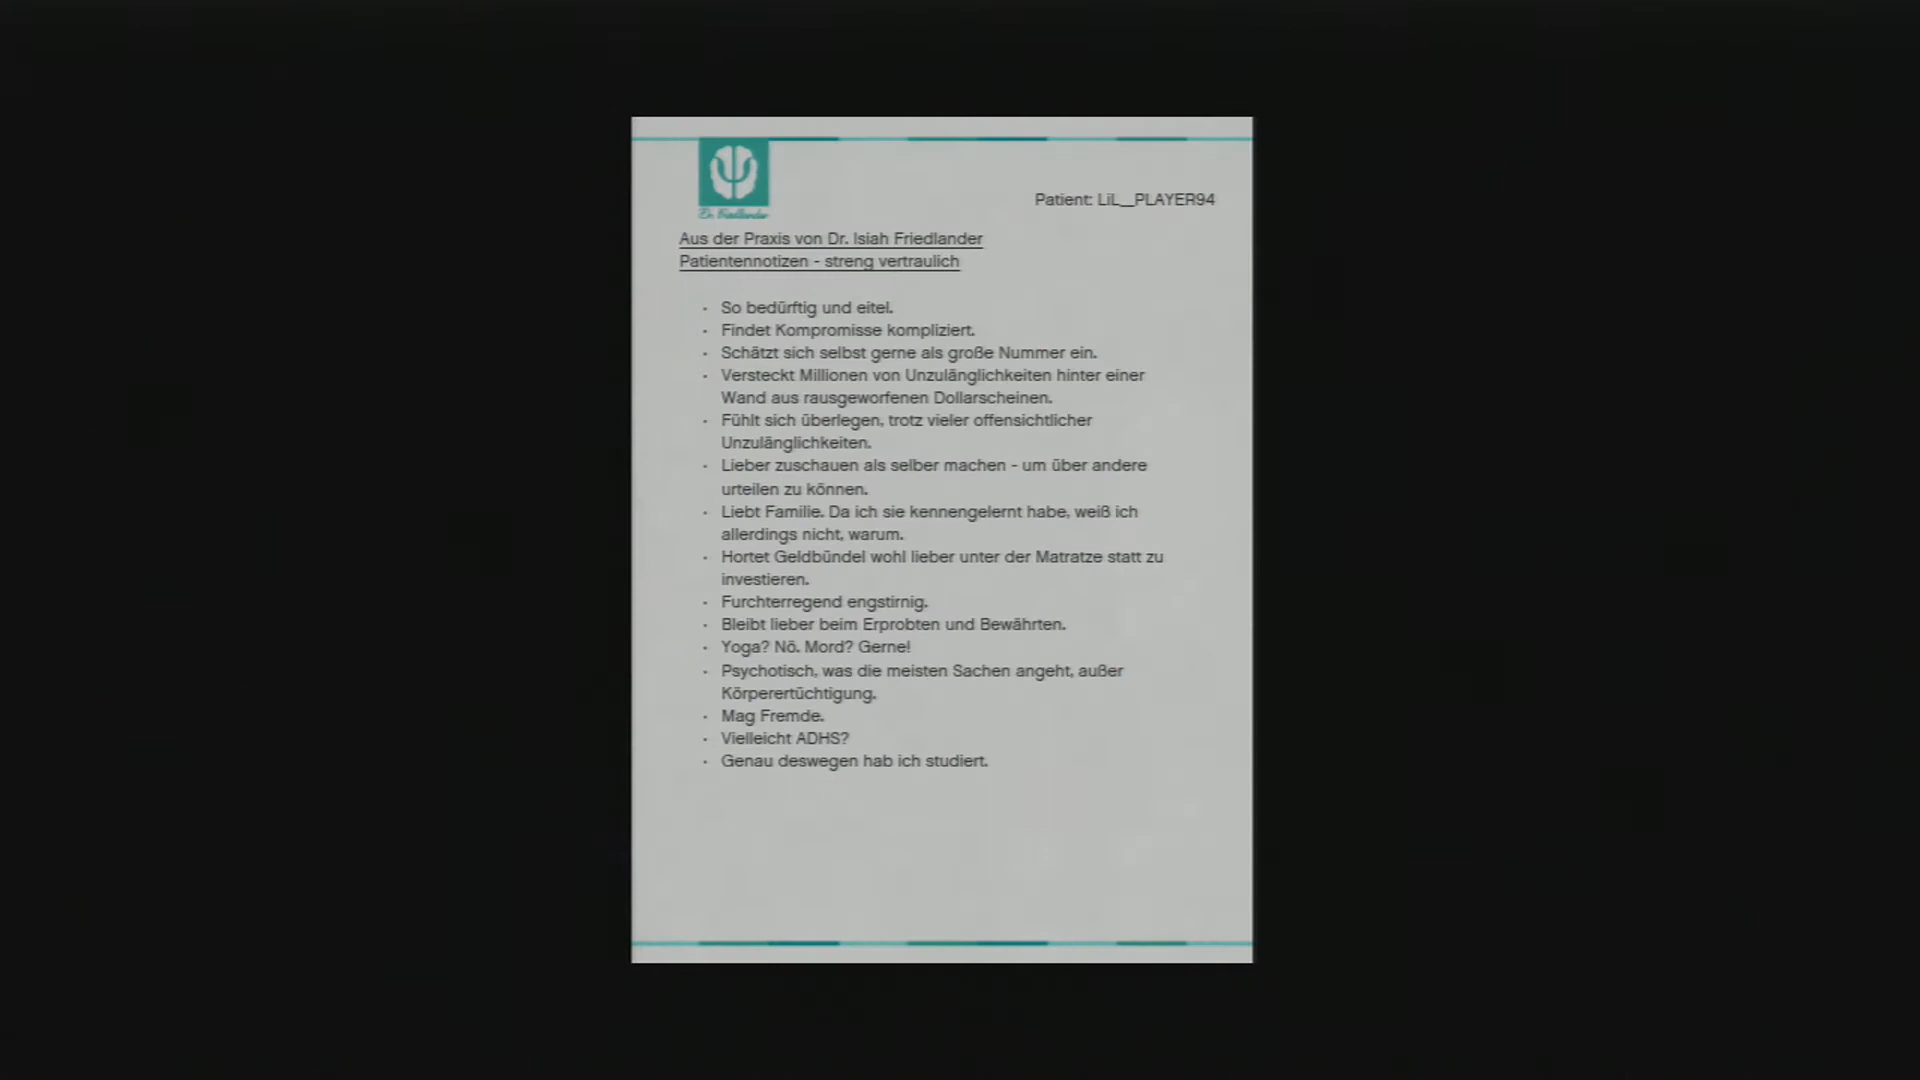 Dr. Friedlander
Patient: LiL__PLAYER94
Aus der Praxis von Dr. Isiah Friedlander
Patientennotizen - streng vertraulich
- So bedürftig und eitel.
- Findet Kompromisse kompliziert.
- Schätzt sich selbst gerne als große Nummer ein.
- Versteckt Millionen von Unzulänglichkeiten hinter einer
Wand aus rausgeworfenen Dollarscheinen.
- Fühlt sich überlegen, trotz vieler offensichtlicher
Unzulänglichkeiten.
- Lieber zuschauen als selber machen - um über andere
urteilen zu können.
- Liebt Familie. Da ich sie kennengelernt habe, weiß ich
allerdings nicht, warum.
- Hortet Geldbündel wohl lieber unter der Matratze statt zu
investieren.
- Furchterregend engstirnig.
- Bleibt lieber beim Erprobten und Bewährten.
- Yoga? Nö. Mord? Gerne!
- Psychotisch, was die meisten Sachen angeht, außer
Körperertüchtigung.
- Mag Fremde.
- Vielleicht ADHS?
- Genau deswegen hab ich studiert.